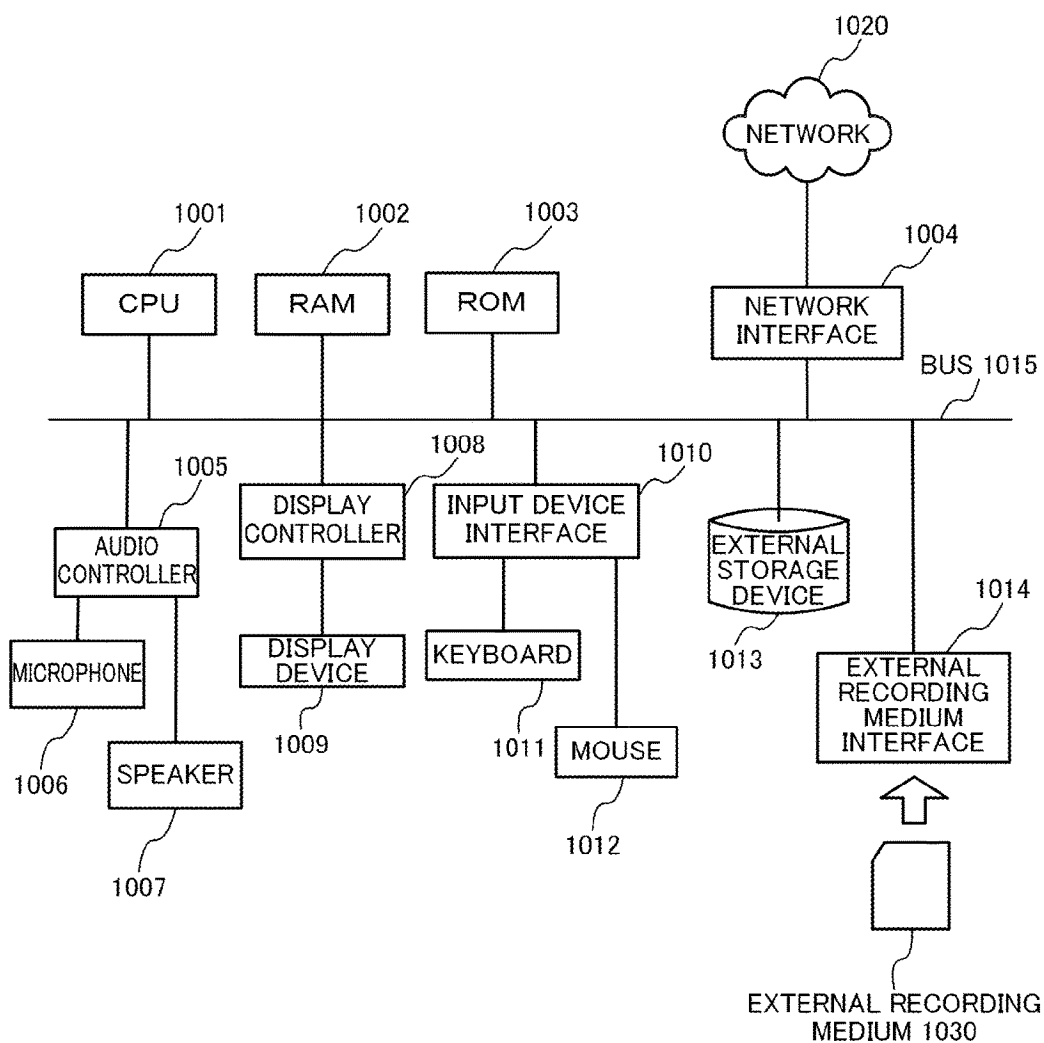 1020
NETWORK
1001
1002
1003
1004
CPU
RAM
ROM
NETWORK
INTERFACE
BUS 1015
1005
1008
1010
AUDIO
CONTROLLER
DISPLAY
CONTROLLER
INPUT DEVICE
INTERFACE
EXTERNAL
STORAGE
DEVICE
1013
1014
MICROPHONE
1006
SPEAKER
1007
DISPLAY
DEVICE
1009
KEYBOARD
1011
MOUSE
1012
EXTERNAL
RECORDING
MEDIUM
INTERFACE
EXTERNAL RECORDING
MEDIUM 1030